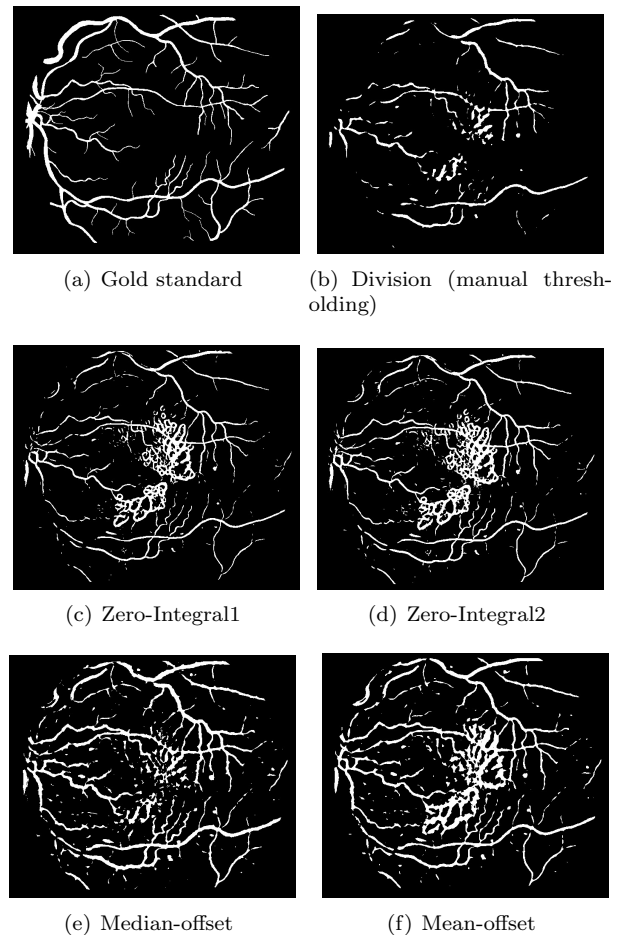 (a) Gold standard
(b) Division (manual thresh-
olding)
(c) Zero-Integral1
(d) Zero-Integral2
(e) Median-offset
(f) Mean-offset